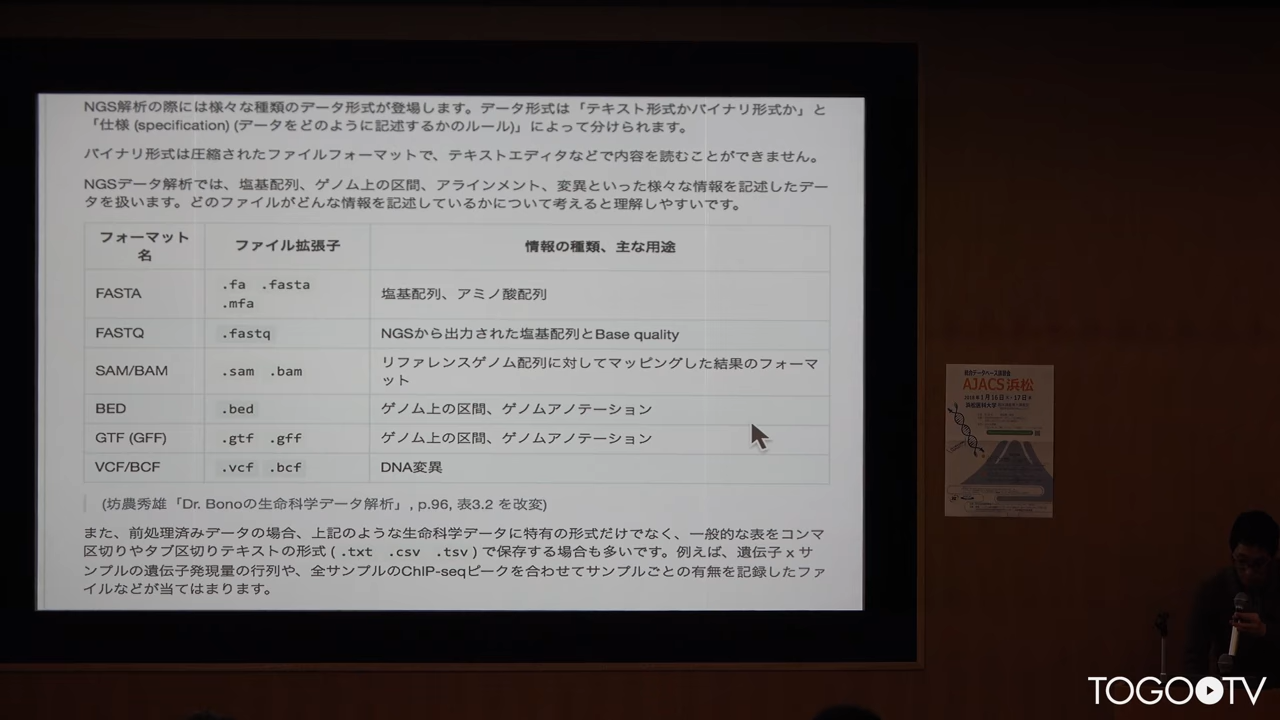 NGS解析の際には様々な種類のデータ形式が登場します。データ形式は「テキスト形式かバイナリ形式か」と
「仕様 (specification) (データをどのように記述するかのルール)」によって分けられます。
バイナリ形式は圧縮されたファイルフォーマットで、テキストエディタなどで内容を読むことができません。
NGSデータ解析では、塩基配列、ゲノム上の区間、アラインメント、変異といった様々な情報を記述したデー
タを扱います。どのファイルがどんな情報を記述しているかについて考えると理解しやすいです。
フォーマット
名
ファイル拡張子
情報の種類、主な用途
FASTA
.fa .fasta
.mfa
塩基配列、アミノ酸配列
FASTQ
.fastq
NGSから出力された塩基配列とBase quality
SAM/BAM
.sam .bam
リファレンスゲノム配列に対してマッピングした結果のフォーマ
ット
BED
.bed
ゲノム上の区間、ゲノムアノテーション
GTF (GFF)
.gtf .gff
ゲノム上の区間、ゲノムアノテーション
VCF/BCF
.vcf .bcf
DNA変異
(坊農秀雄「Dr. Bonoの生命科学データ解析」, p.96, 表3.2 を改変)
また、前処理済みデータの場合、上記のような生命科学データに特有の形式だけでなく、一般的な表をコンマ
区切りやタブ区切りテキストの形式 ( .txt .csv .tsv ) で保存する場合も多いです。例えば、遺伝子 x サ
ンプルの遺伝子発現量の行列や、全サンプルのChIP-seqピークを合わせてサンプルごとの有無を記録したファ
イルなどが当てはまります。
統合データベース講習会
AJACS浜松
浜松医科大学
TOGO TV